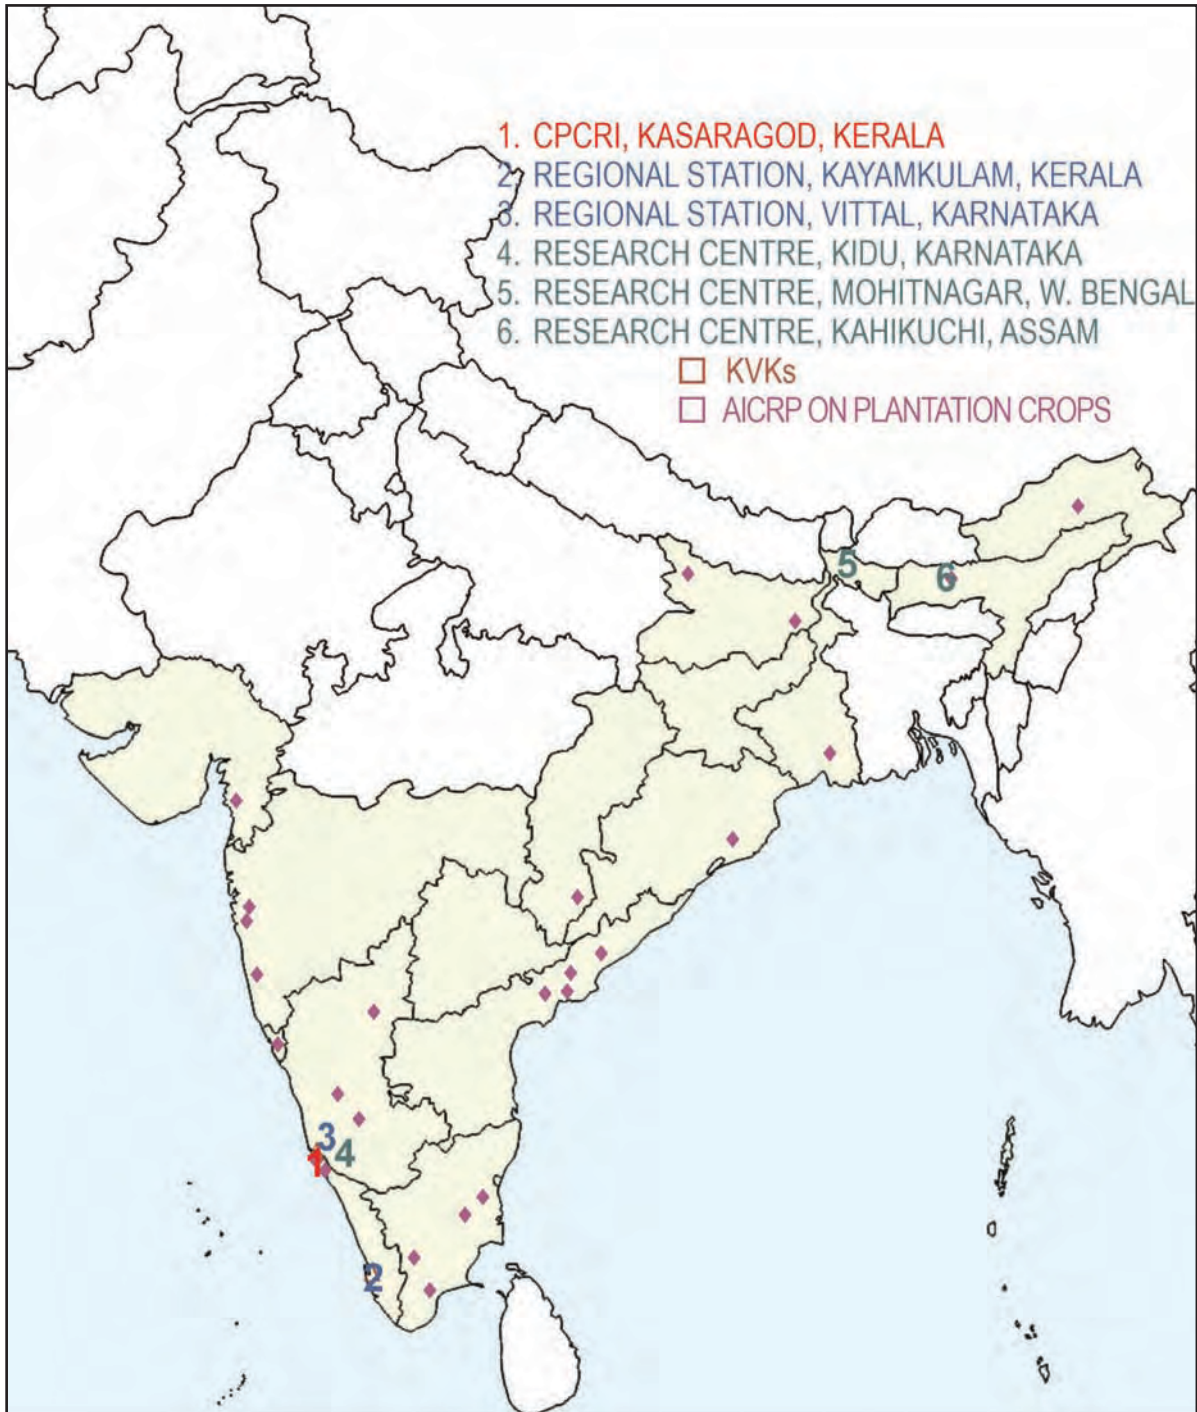 1. CPCRI, KASARAGOD, KERALA
2. REGIONAL STATION, KAYAMKULAM, KERALA
3. REGIONAL STATION, VITTAL, KARNATAKA
4. RESEARCH CENTRE, KIDU, KARNATAKA
5. RESEARCH CENTRE, MOHITNAGAR, W. BENGAL
6. RESEARCH CENTRE, KAHIKUCHI, ASSAM
KVKs
AICRP ON PLANTATION CROPS
5
6
3
4
1
2